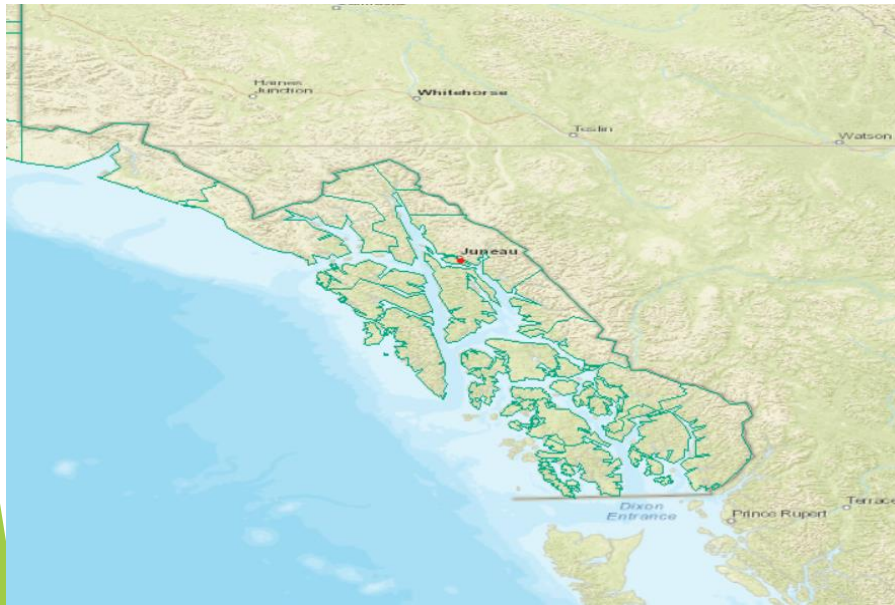 Haines
Junction
Whitehorse
Teslin
Watson
Juneau
Dixon
Entrance
Prince Rupert
Terrace